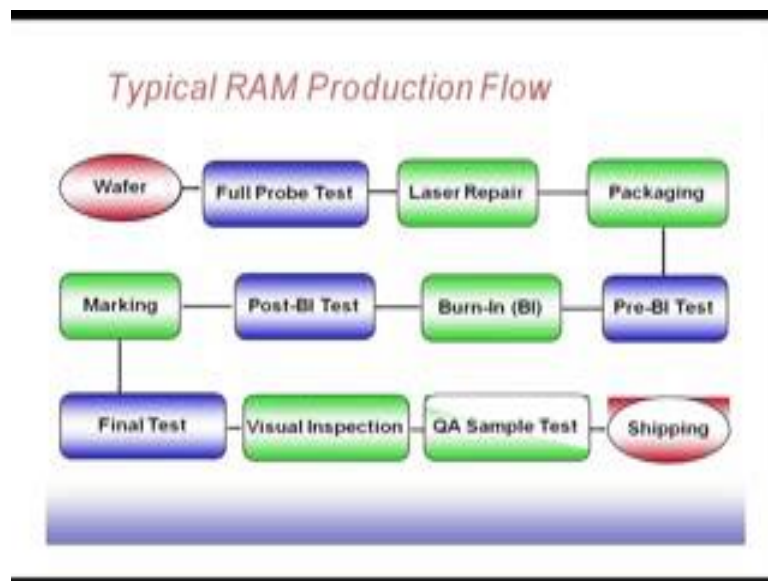 Typical RAM Production Flow
Wafer
Full Probe Test
Laser Repair
Packaging
Marking
Post-BI Test
Burn-In (BI)
Pre-BI Test
Final Test
Visual Inspection
QA Sample Test
Shipping